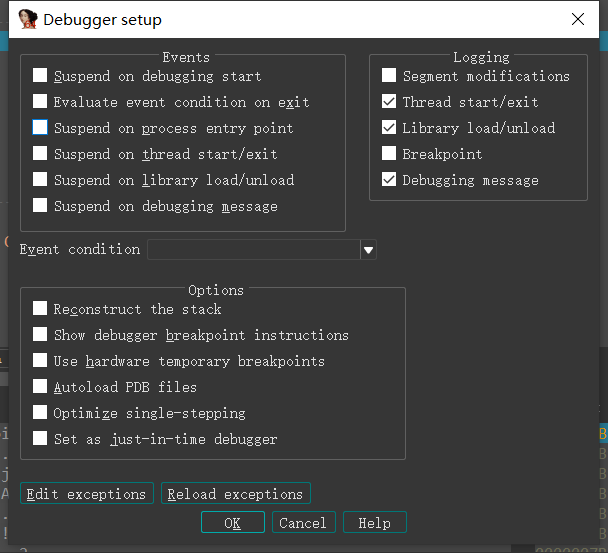 Debugger setup
Events
Suspend on debugging start
Evaluate event condition on exit
Suspend on process entry point
Suspend on thread start/exit
Suspend on library load/unload
Suspend on debugging message
Logging
Segment modifications
Thread start/exit
Library load/unload
Breakpoint
Debugging message
Event condition
Options
Reconstruct the stack
Show debugger breakpoint instructions
Use hardware temporary breakpoints
Autoload PDB files
Optimize single-stepping
Set as just-in-time debugger
Edit exceptions Reload exceptions
OK Cancel Help